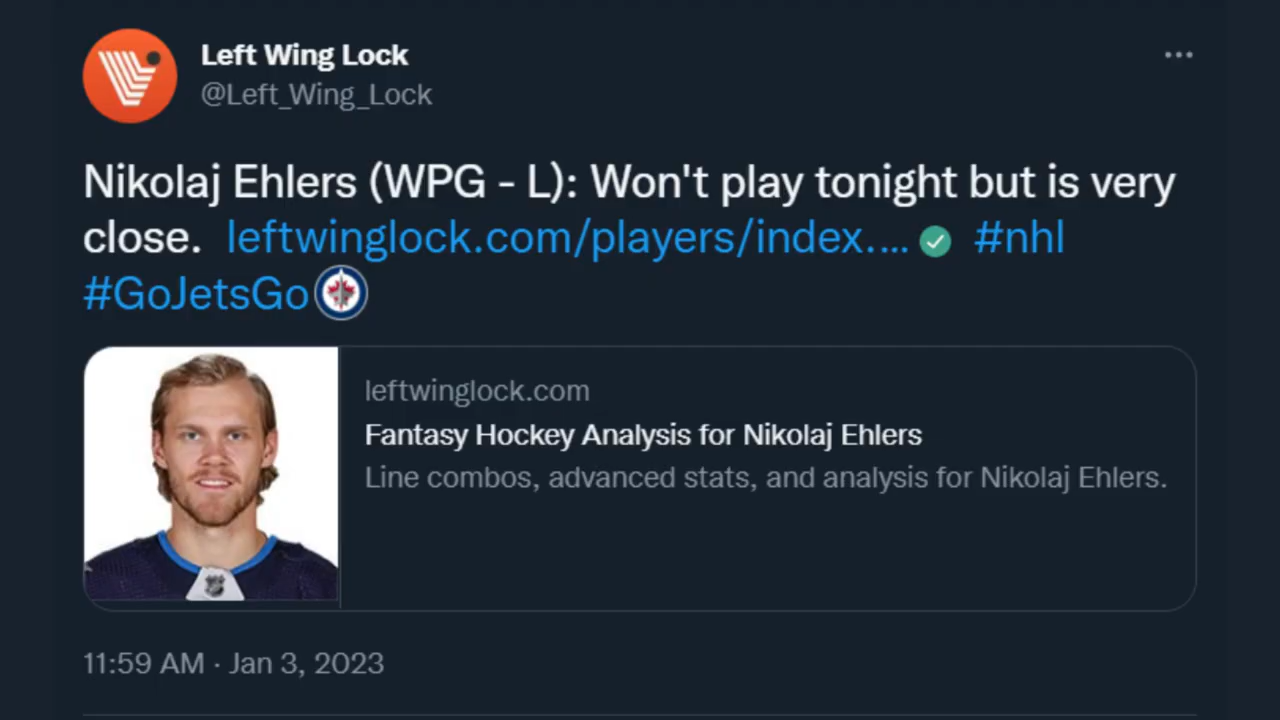 Left Wing Lock
@Left_Wing_Lock
Nikolaj Ehlers (WPG - L): Won't play tonight but is very
close. leftwinglock.com/players/index.... #nhl
#GoJetsGo
leftwinglock.com
Fantasy Hockey Analysis for Nikolaj Ehlers
Line combos, advanced stats, and analysis for Nikolaj Ehlers.
11:59 AM · Jan 3, 2023